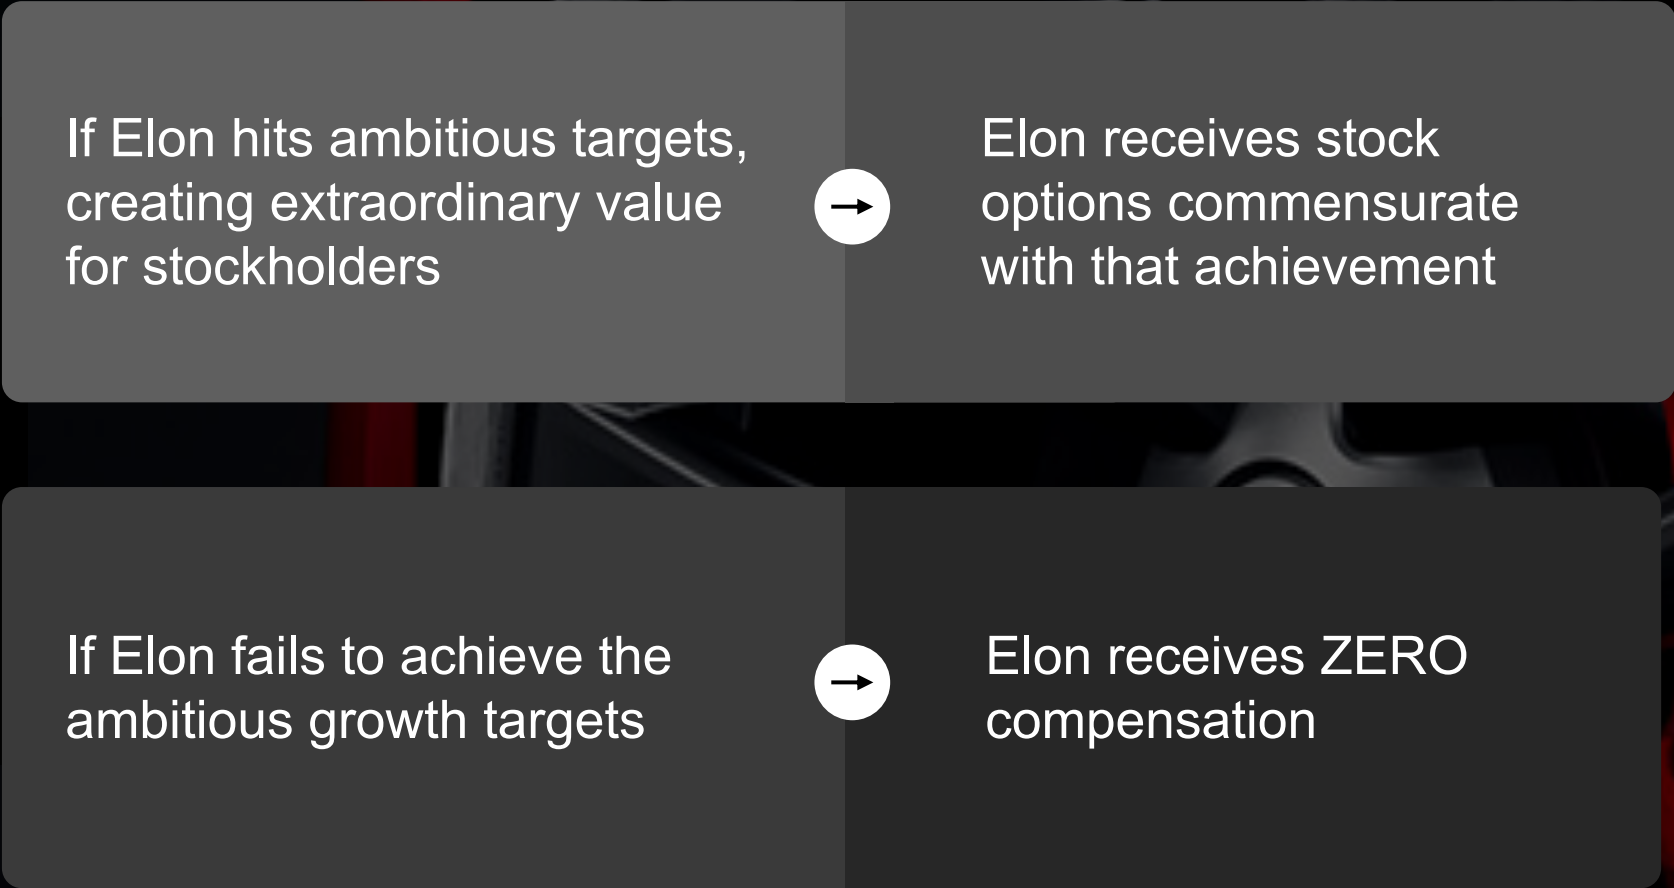 If Elon hits ambitious targets,
creating extraordinary value
for stockholders
Elon receives stock
options commensurate
with that achievement
If Elon fails to achieve the
ambitious growth targets
Elon receives ZERO
compensation